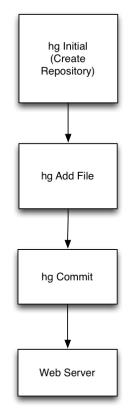 hg Initial
(Create
Repository)
hg Add File
hg Commit
Web Server